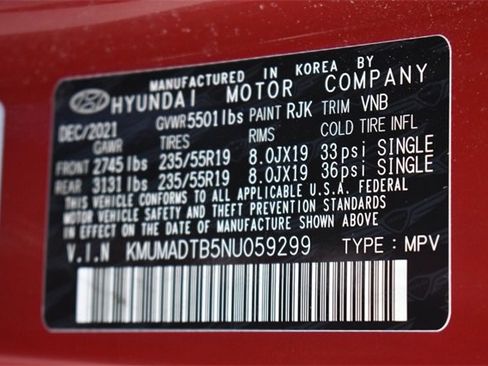 MANUFACTURED IN KOREA BY
HYUNDAI MOTOR COMPANY
DEC/2021 GVWR 5501 lbs PAINT RJK TRIM VNB
GAWR TIRES RIMS COLD TIRE INFL
FRONT 2745 lbs 235/55R19 8.0JX19 33psi SINGLE
REAR 3131 lbs 235/55R19 8.0JX19 36psi SINGLE
THIS VEHICLE CONFORMS TO ALL APPLICABLE U.S.A. FEDERAL
MOTOR VEHICLE SAFETY AND THEFT PREVENTION STANDARDS
IN EFFECT ON THE DATE OF MANUFACTURE SHOWN ABOVE.
V.I.N KMUMADTB5NU059299 TYPE : MPV